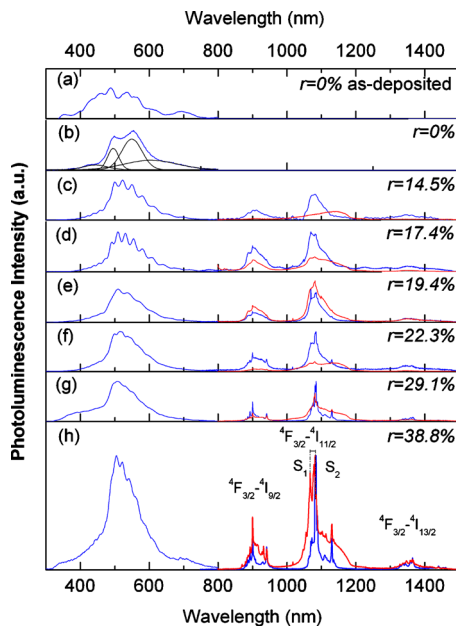 Wavelength (nm)
400 600 800 1000 1200 1400
(a) r=0% as-deposited
(b) r=0%
(c) r=14.5%
(d) r=17.4%
(e) r=19.4%
(f) r=22.3%
(g) r=29.1%
(h) r=38.8%
⁴F₃/₂-⁴I₁₁/₂
S₁ S₂
⁴F₃/₂-⁴I₉/₂
⁴F₃/₂-⁴I₁₃/₂
400 600 800 1000 1200 1400
Wavelength (nm)
Photoluminescence Intensity (a.u.)